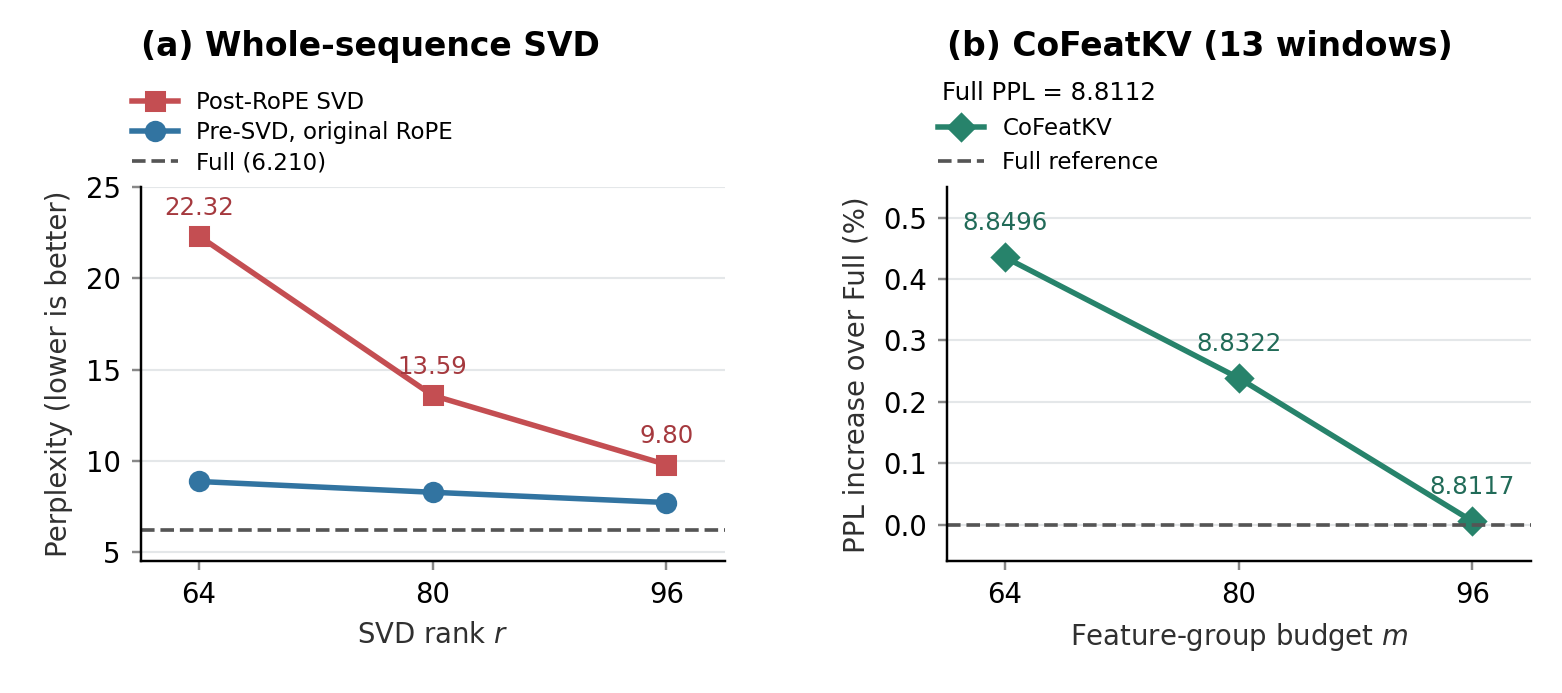 (a) Whole-sequence SVD
Post-RoPE SVD
Pre-SVD, original RoPE
Full (6.210)
Perplexity (lower is better)
25
20
15
10
5
22.32
13.59
9.80
64
80
96
SVD rank r
(b) CoFeatKV (13 windows)
Full PPL = 8.8112
CoFeatKV
Full reference
PPL increase over Full (%)
0.5
0.4
0.3
0.2
0.1
0.0
8.8496
8.8322
8.8117
64
80
96
Feature-group budget m